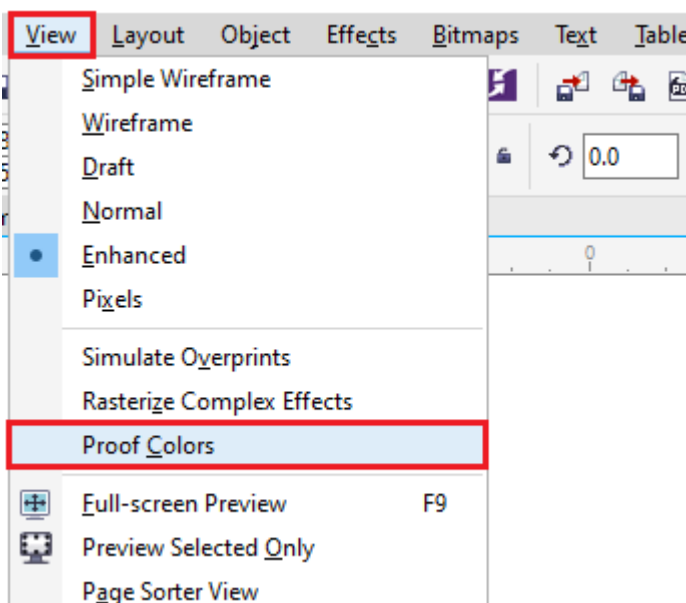 View Layout Object Effects Bitmaps Text Table
Simple Wireframe
Wireframe
0.0
Draft
Normal
Enhanced
0
Pixels
Simulate Overprints
Rasterize Complex Effects
Proof Colors
Full-screen Preview F9
Preview Selected Only
Page Sorter View